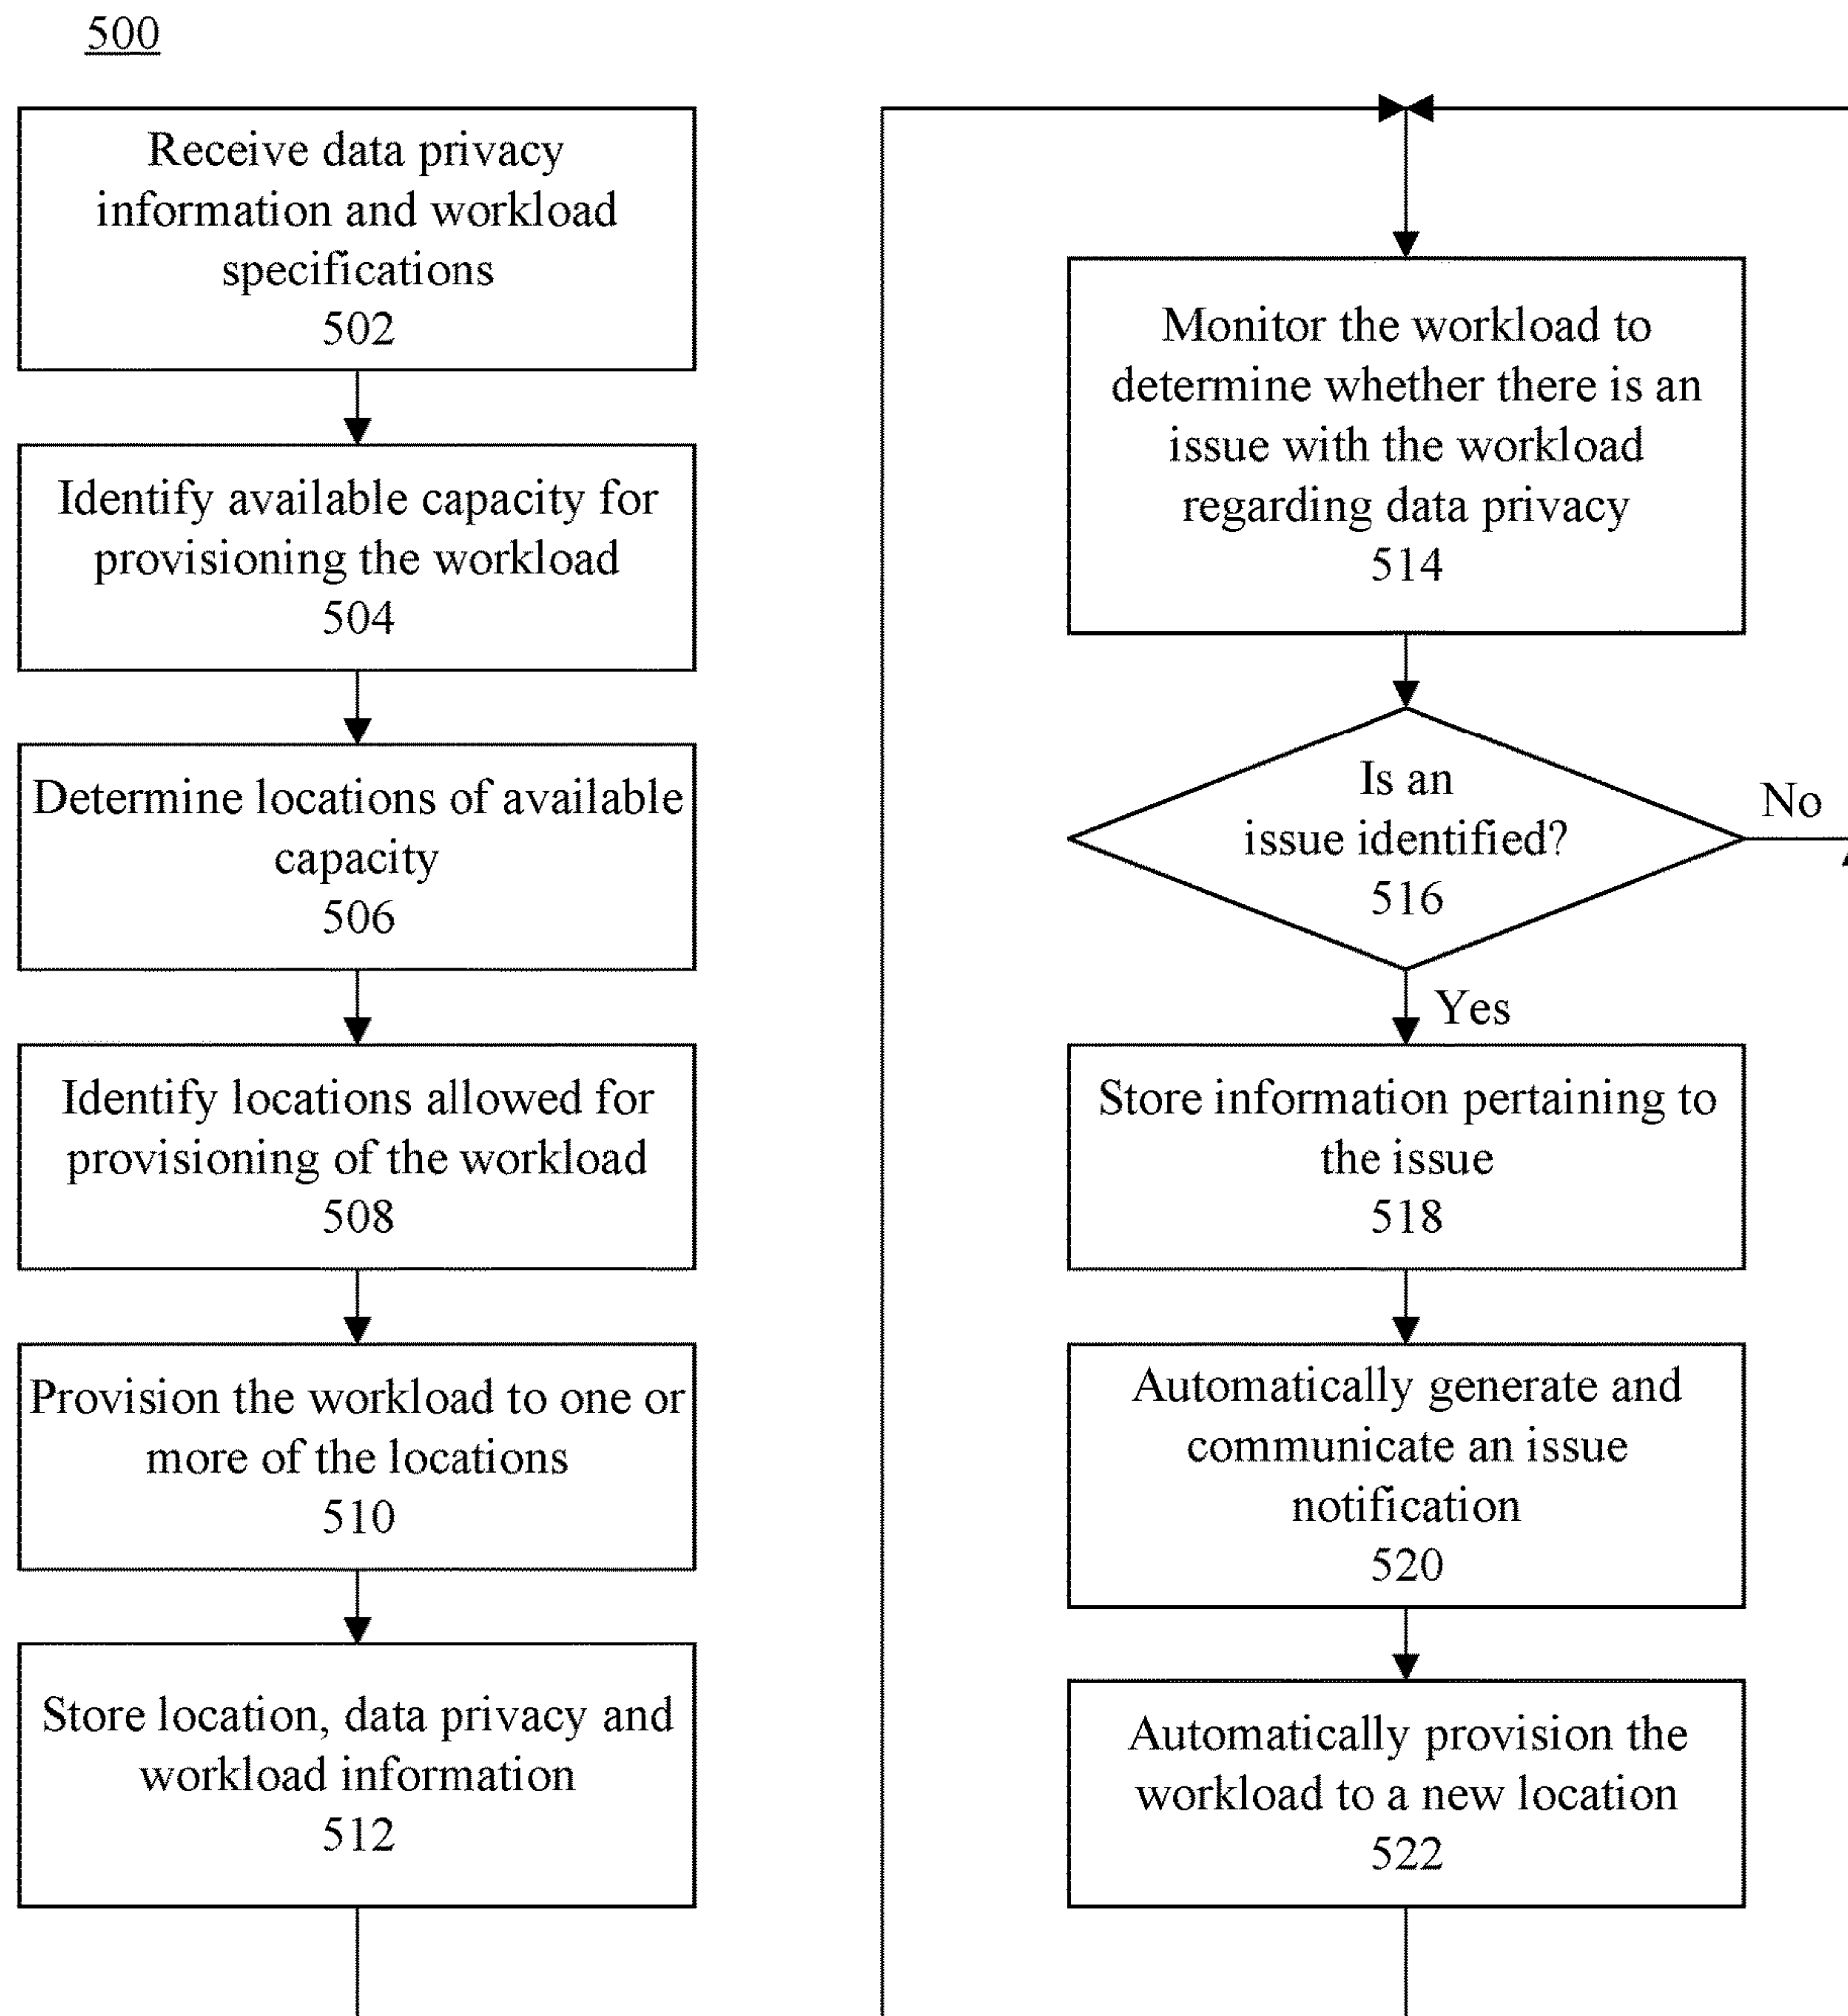 500
Receive data privacy
information and workload
specifications
502
Identify available capacity for
provisioning the workload
504
Determine locations of available
capacity
506
Identify locations allowed for
provisioning of the workload
508
Provision the workload to one or
more of the locations
510
Store location, data privacy and
workload information
512
Monitor the workload to
determine whether there is an
issue with the workload
regarding data privacy
514
Is an
issue identified?
516
No
Yes
Store information pertaining to
the issue
518
Automatically generate and
communicate an issue
notification
520
Automatically provision the
workload to a new location
522